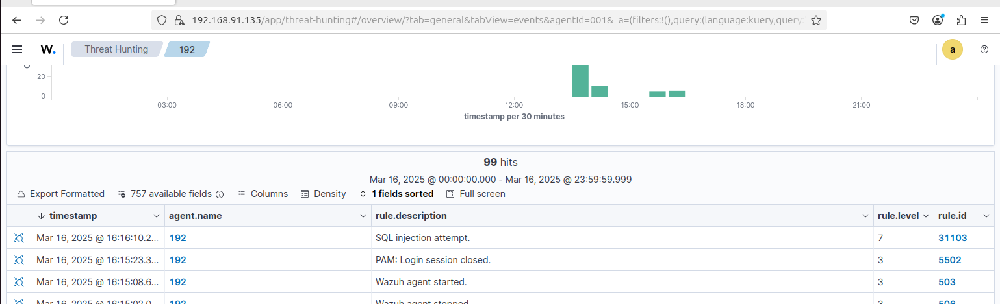 192.168.91.135/app/threat-hunting#/overview/?tab=general&tabView=events&agentId=001&_a=(filters:!(),query:(language:kuery,query:
W. Threat Hunting 192 a
20
0
03:00 06:00 09:00 12:00 15:00 18:00 21:00
timestamp per 30 minutes
99 hits
Mar 16, 2025 @ 00:00:00.000 - Mar 16, 2025 @ 23:59:59.999
Export Formatted 757 available fields Columns Density 1 fields sorted Full screen
timestamp agent.name rule.description rule.level rule.id
Mar 16, 2025 @ 16:16:10.2... 192 SQL injection attempt. 7 31103
Mar 16, 2025 @ 16:15:23.3... 192 PAM: Login session closed. 3 5502
Mar 16, 2025 @ 16:15:08.6... 192 Wazuh agent started. 3 503
Mar 16, 2025 @ 16:15:02.0... 192 Wazuh agent stopped. 3 506